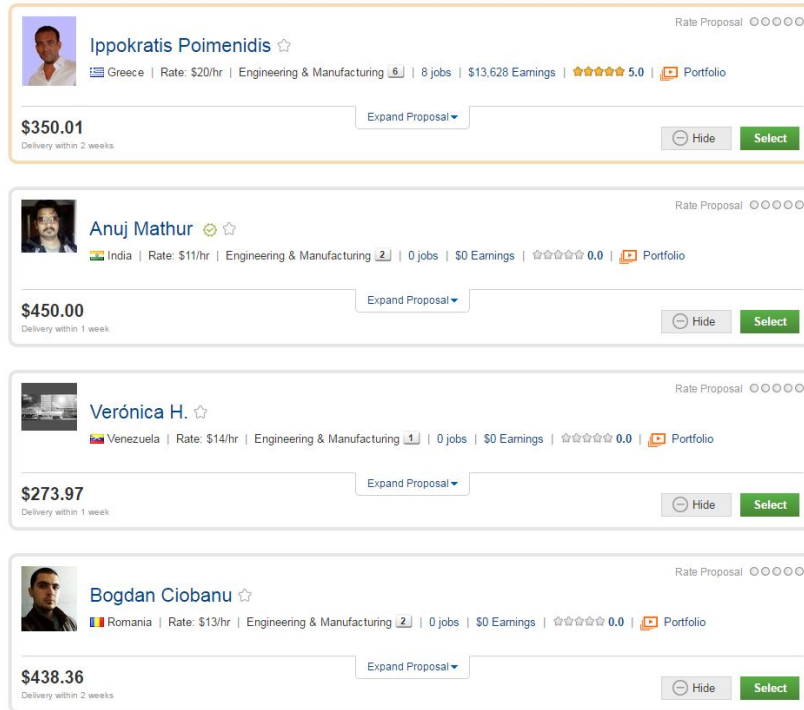 Rate Proposal
Ippokratis Poimenidis
Greece | Rate: $20/hr | Engineering & Manufacturing 6 | 8 jobs | $13,628 Earnings | 5.0 | Portfolio
Expand Proposal
$350.01
Delivery within 2 weeks
Hide Select
Rate Proposal
Anuj Mathur
India | Rate: $11/hr | Engineering & Manufacturing 2 | 0 jobs | $0 Earnings | 0.0 | Portfolio
Expand Proposal
$450.00
Delivery within 1 week
Hide Select
Rate Proposal
Verónica H.
Venezuela | Rate: $14/hr | Engineering & Manufacturing 1 | 0 jobs | $0 Earnings | 0.0 | Portfolio
Expand Proposal
$273.97
Delivery within 1 week
Hide Select
Rate Proposal
Bogdan Ciobanu
Romania | Rate: $13/hr | Engineering & Manufacturing 2 | 0 jobs | $0 Earnings | 0.0 | Portfolio
Expand Proposal
$438.36
Delivery within 2 weeks
Hide Select